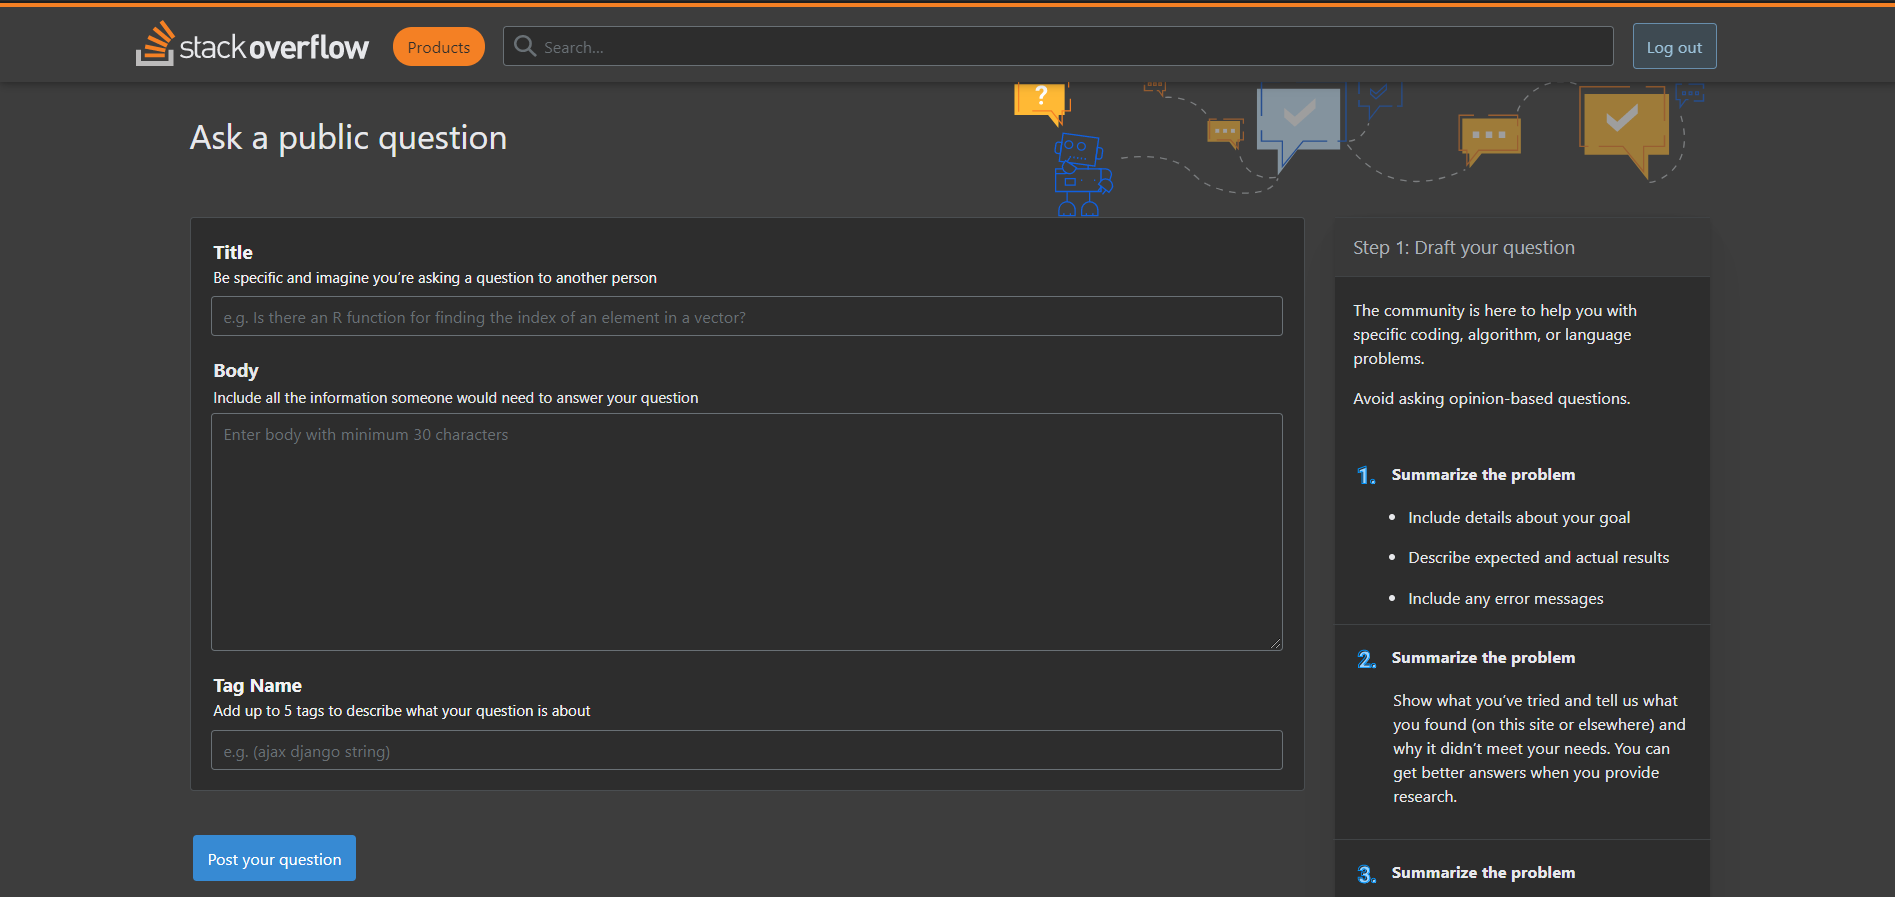 stack overflow
Products
Search...
Log out
?
Ask a public question
Title
Be specific and imagine you’re asking a question to another person
e.g. Is there an R function for finding the index of an element in a vector?
Body
Include all the information someone would need to answer your question
Enter body with minimum 30 characters
Tag Name
Add up to 5 tags to describe what your question is about
e.g. (ajax django string)
Post your question
Step 1: Draft your question
The community is here to help you with
specific coding, algorithm, or language
problems.
Avoid asking opinion-based questions.
1. Summarize the problem
• Include details about your goal
• Describe expected and actual results
• Include any error messages
2. Summarize the problem
Show what you’ve tried and tell us what
you found (on this site or elsewhere) and
why it didn’t meet your needs. You can
get better answers when you provide
research.
3. Summarize the problem